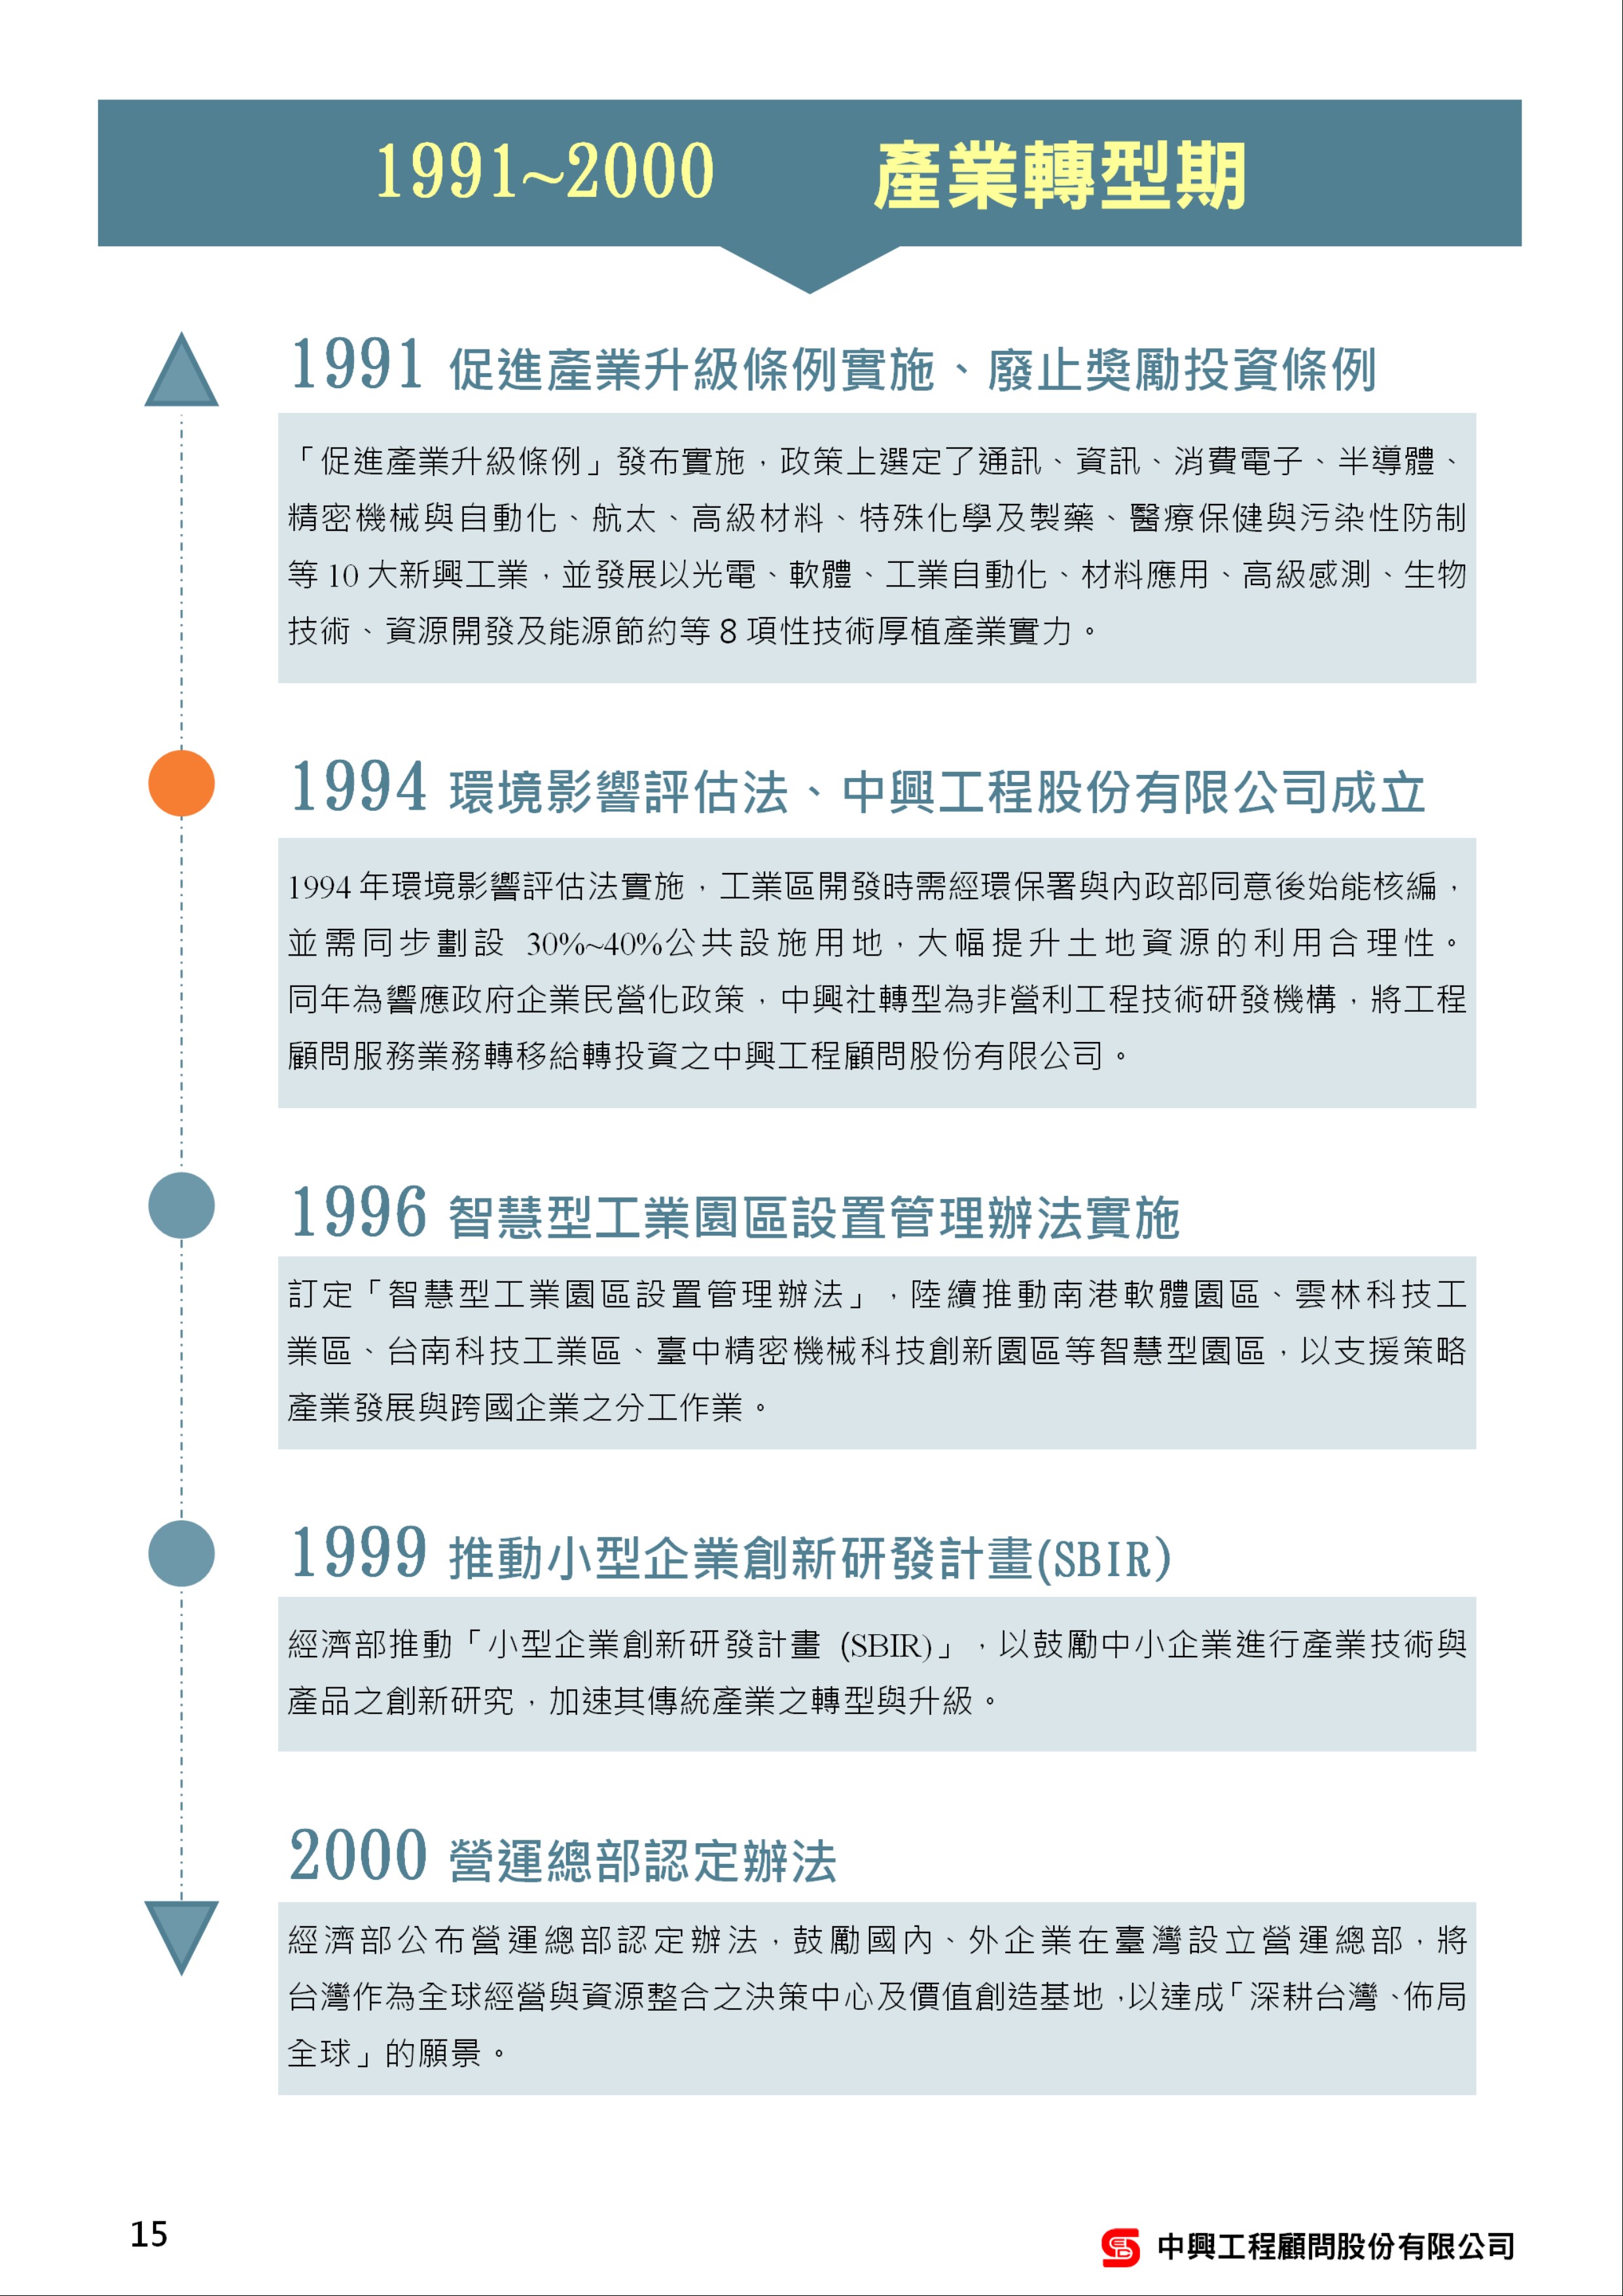 1991~2000 產業轉型期
1991 促進產業升級條例實施、廢止獎勵投資條例
「促進產業升級條例」發布實施，政策上選定了通訊、資訊、消費電子、半導體、
精密機械與自動化、航太、高級材料、特殊化學及製藥、醫療保健與污染性防制
等 10 大新興工業，並發展以光電、軟體、工業自動化、材料應用、高級感測、生物
技術、資源開發及能源節約等 8 項性技術厚植產業實力。
1994 環境影響評估法、中興工程股份有限公司成立
1994 年環境影響評估法實施，工業區開發時需經環保署與內政部同意後始能核編，
並需同步劃設 30%~40%公共設施用地，大幅提升土地資源的利用合理性。
同年為響應政府企業民營化政策，中興社轉型為非營利工程技術研發機構，將工程
顧問服務業務轉移給轉投資之中興工程顧問股份有限公司。
1996 智慧型工業園區設置管理辦法實施
訂定「智慧型工業園區設置管理辦法」，陸續推動南港軟體園區、雲林科技工
業區、台南科技工業區、臺中精密機械科技創新園區等智慧型園區，以支援策略
產業發展與跨國企業之分工作業。
1999 推動小型企業創新研發計畫(SBIR)
經濟部推動「小型企業創新研發計畫 (SBIR)」，以鼓勵中小企業進行產業技術與
產品之創新研究，加速其傳統產業之轉型與升級。
2000 營運總部認定辦法
經濟部公布營運總部認定辦法，鼓勵國內、外企業在臺灣設立營運總部，將
台灣作為全球經營與資源整合之決策中心及價值創造基地，以達成「深耕台灣、佈局
全球」的願景。
15
中興工程顧問股份有限公司